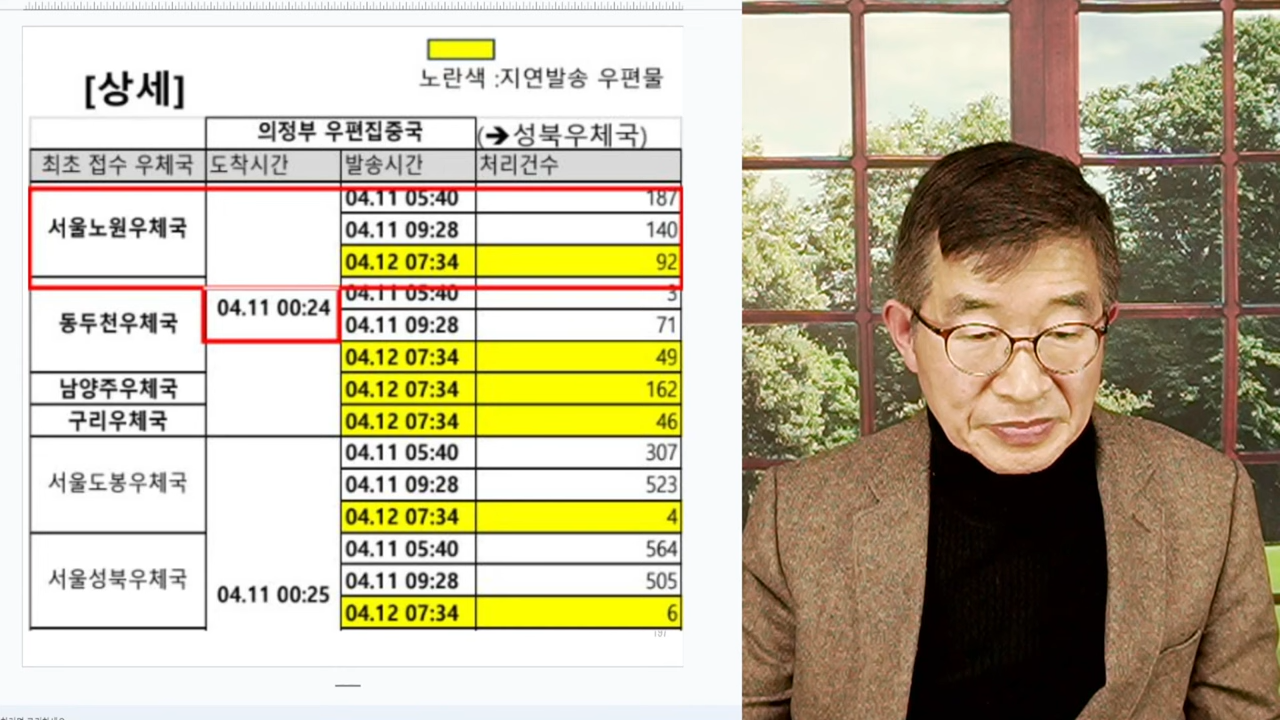 노란색 :지연발송 우편물
[상세]
의정부 우편집중국 (➔성북우체국)
최초 접수 우체국 도착시간 발송시간 처리건수
서울노원우체국 04.11 05:40 187
04.11 09:28 140
04.12 07:34 92
동두천우체국 04.11 00:24 04.11 05:40 3
04.11 09:28 71
04.12 07:34 49
남양주우체국 04.12 07:34 162
구리우체국 04.12 07:34 46
서울도봉우체국 04.11 05:40 307
04.11 09:28 523
04.12 07:34 4
서울성북우체국 04.11 00:25 04.11 05:40 564
04.11 09:28 505
04.12 07:34 6